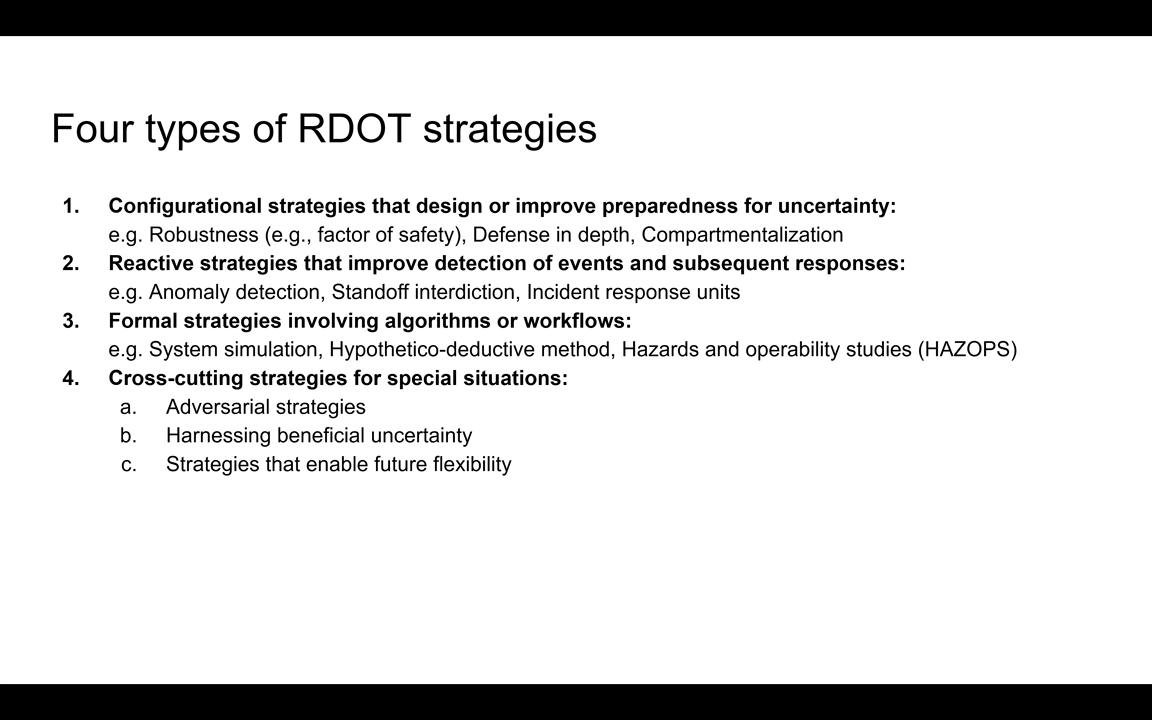 Four types of RDOT strategies
1. Configurational strategies that design or improve preparedness for uncertainty:
e.g. Robustness (e.g., factor of safety), Defense in depth, Compartmentalization
2. Reactive strategies that improve detection of events and subsequent responses:
e.g. Anomaly detection, Standoff interdiction, Incident response units
3. Formal strategies involving algorithms or workflows:
e.g. System simulation, Hypothetico-deductive method, Hazards and operability studies (HAZOPS)
4. Cross-cutting strategies for special situations:
a. Adversarial strategies
b. Harnessing beneficial uncertainty
c. Strategies that enable future flexibility